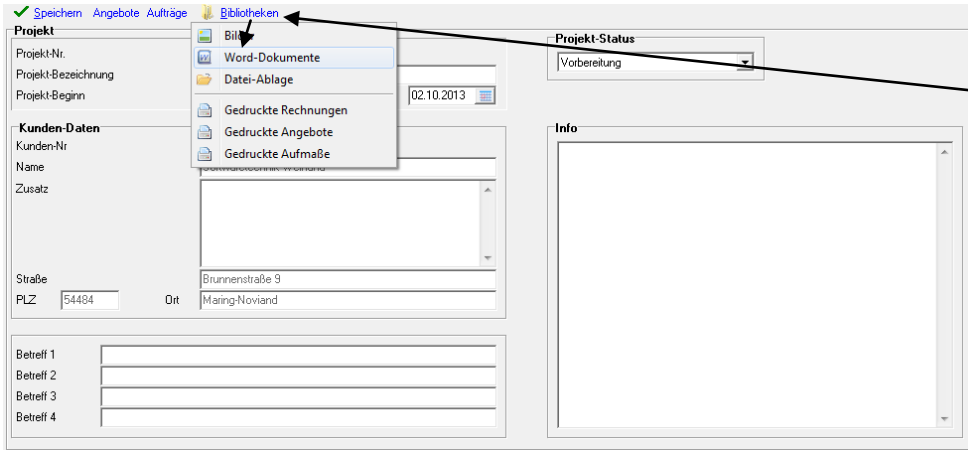 Speichern Angebote Aufträge Bibliotheken
Projekt
Projekt-Nr.
Projekt-Bezeichnung
Projekt-Beginn
02.10.2013
Word-Dokumente
Datei-Ablage
Gedruckte Rechnungen
Gedruckte Angebote
Gedruckte Aufmaße
Projekt-Status
Vorbereitung
Kunden-Daten
Kunden-Nr
Name
Zusatz
Straße
Brunnenstraße 9
PLZ 54484 Ort Maring-Noviand
Betreff 1
Betreff 2
Betreff 3
Betreff 4
Info